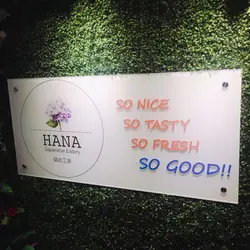 HANA
Japanese Eatery
SO NICE
SO TASTY
SO FRESH
SO GOOD!!